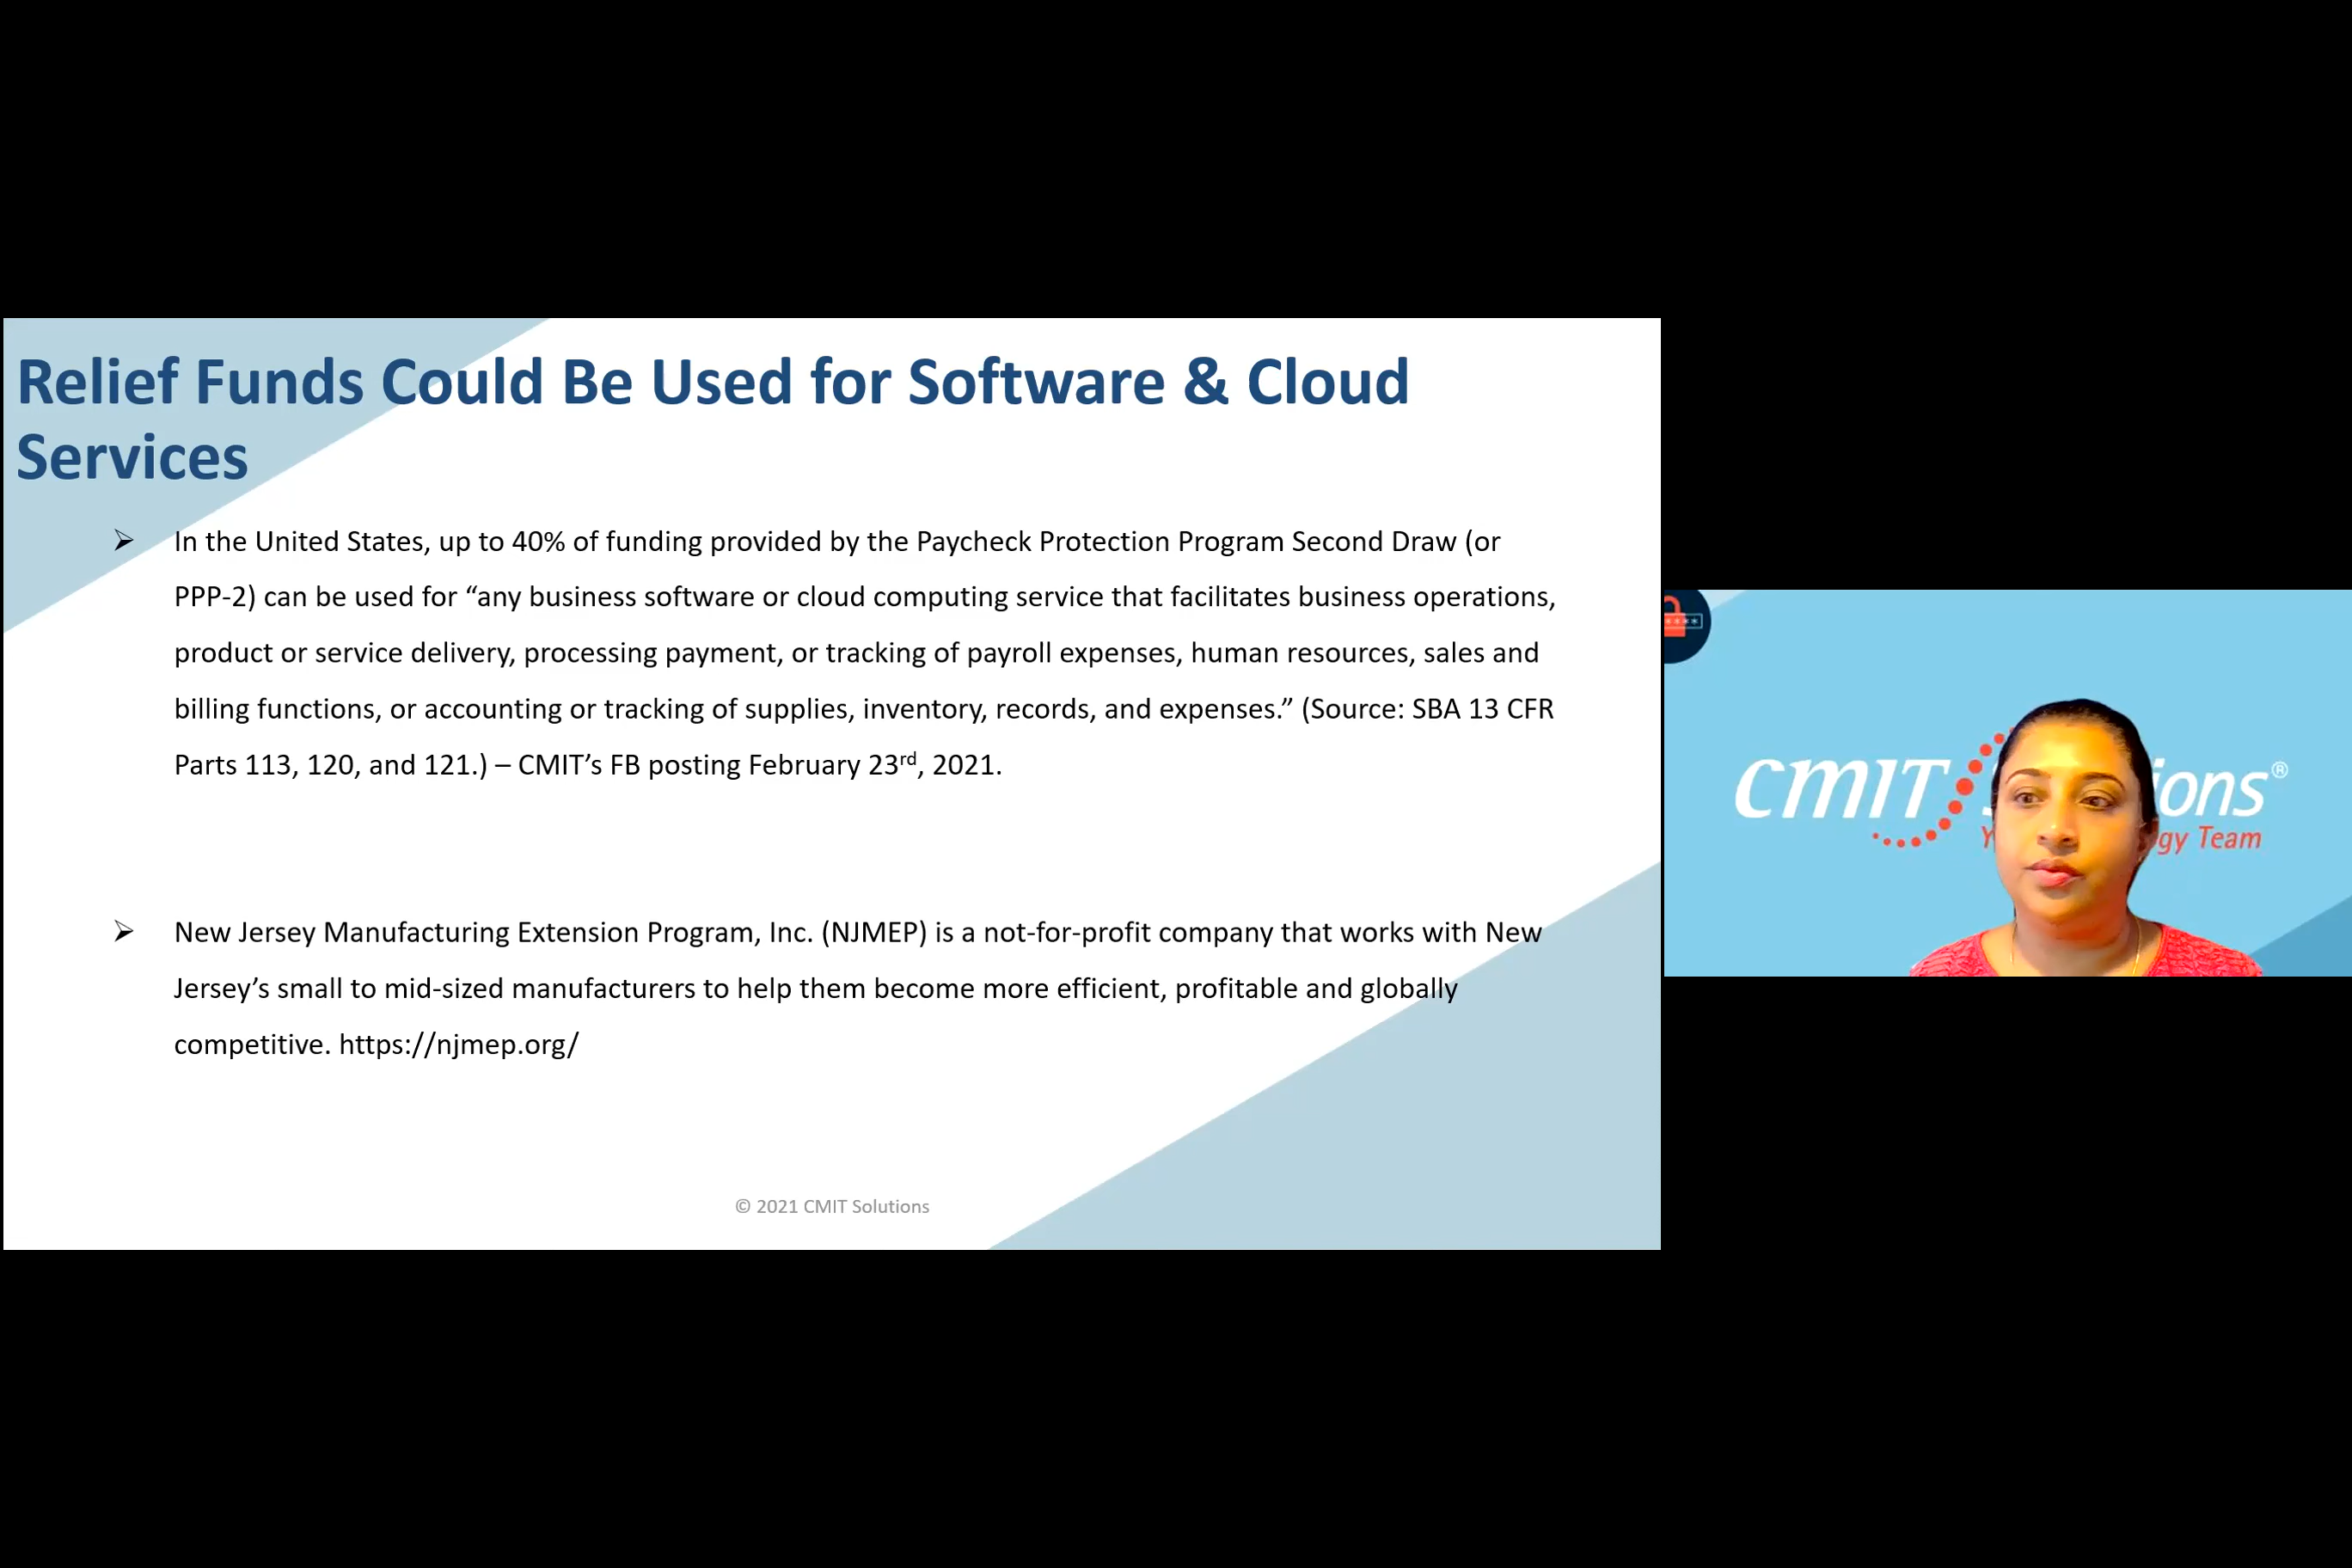 Relief Funds Could Be Used for Software & Cloud
Services
➢ In the United States, up to 40% of funding provided by the Paycheck Protection Program Second Draw (or
PPP-2) can be used for “any business software or cloud computing service that facilitates business operations,
product or service delivery, processing payment, or tracking of payroll expenses, human resources, sales and
billing functions, or accounting or tracking of supplies, inventory, records, and expenses.” (Source: SBA 13 CFR
Parts 113, 120, and 121.) – CMIT’s FB posting February 23rd, 2021.
➢ New Jersey Manufacturing Extension Program, Inc. (NJMEP) is a not-for-profit company that works with New
Jersey’s small to mid-sized manufacturers to help them become more efficient, profitable and globally
competitive. https://njmep.org/
© 2021 CMIT Solutions
****
CMIT S ions®
Y gy Team